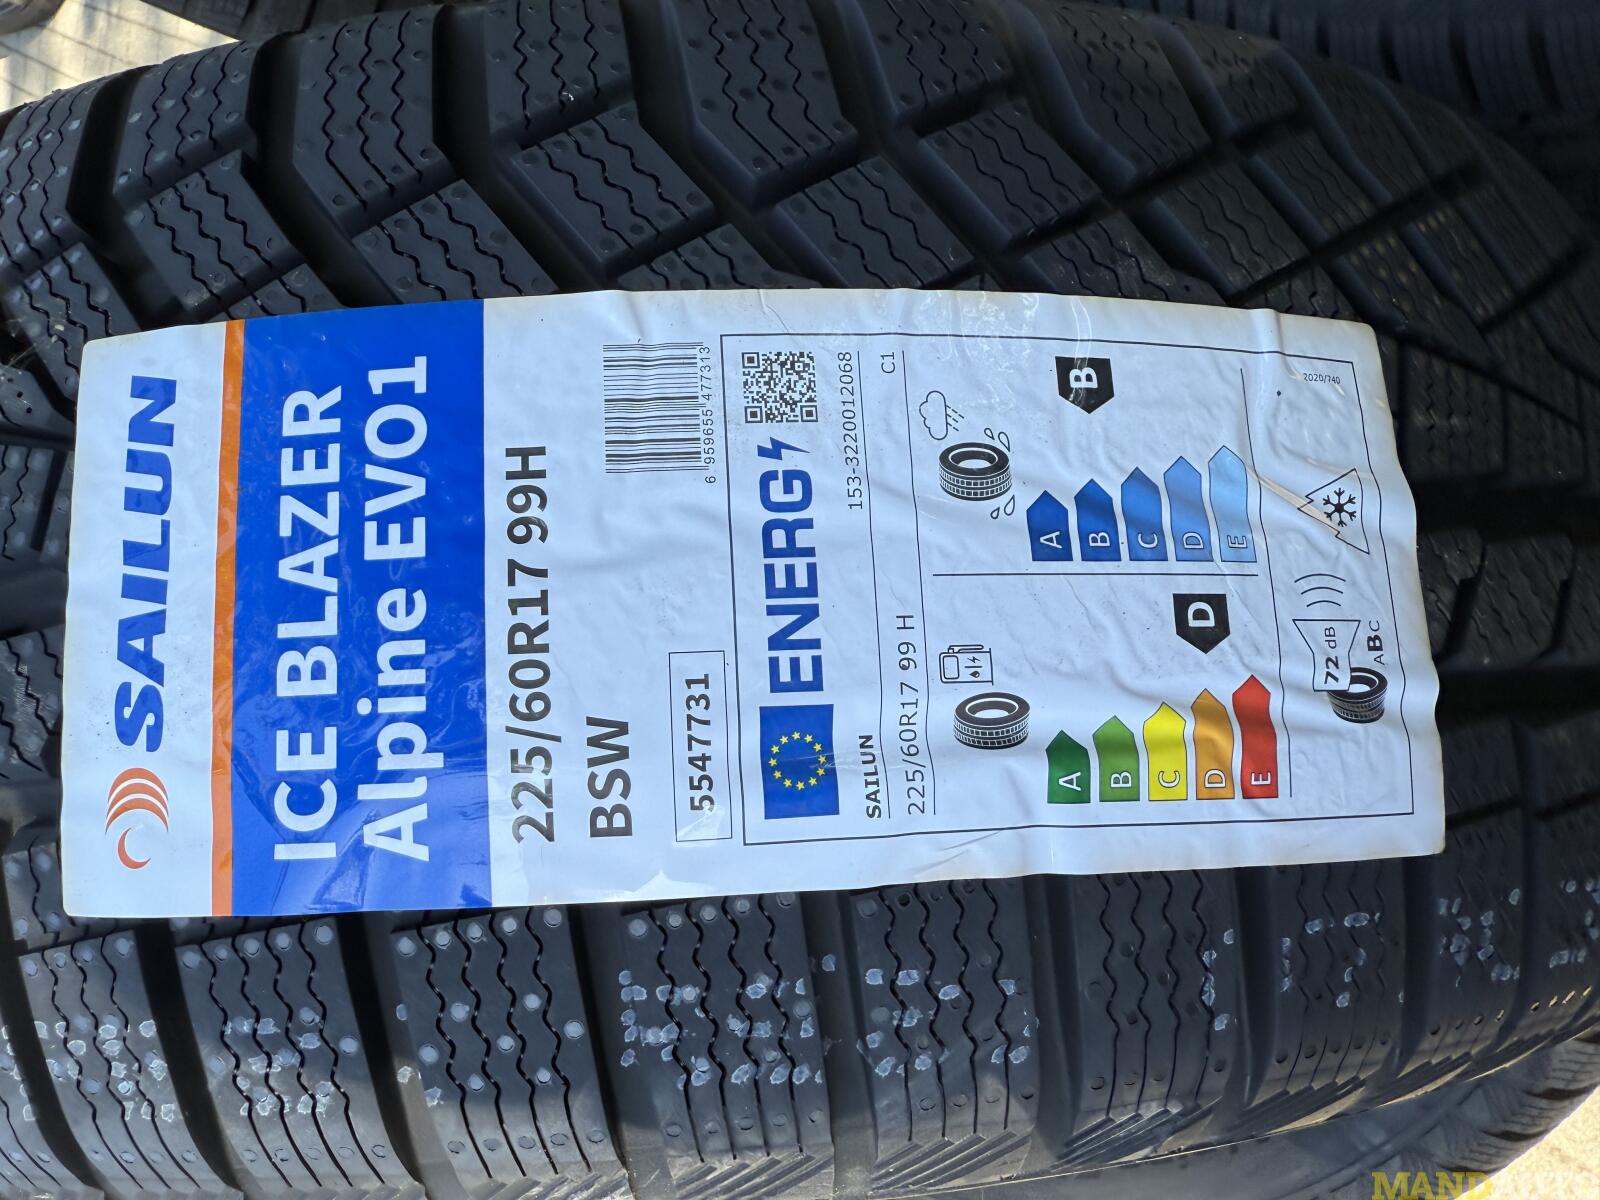 SAILUN
ICE BLAZER
Alpine EVO1
225/60R17 99H
BSW
6 959655 477313
5547731
ENERG
SAILUN
153-3220012068
225/60R17 99 H
C1
D
B
A
B
C
D
E
A
B
C
D
E
72 dB
ABC
2020/740